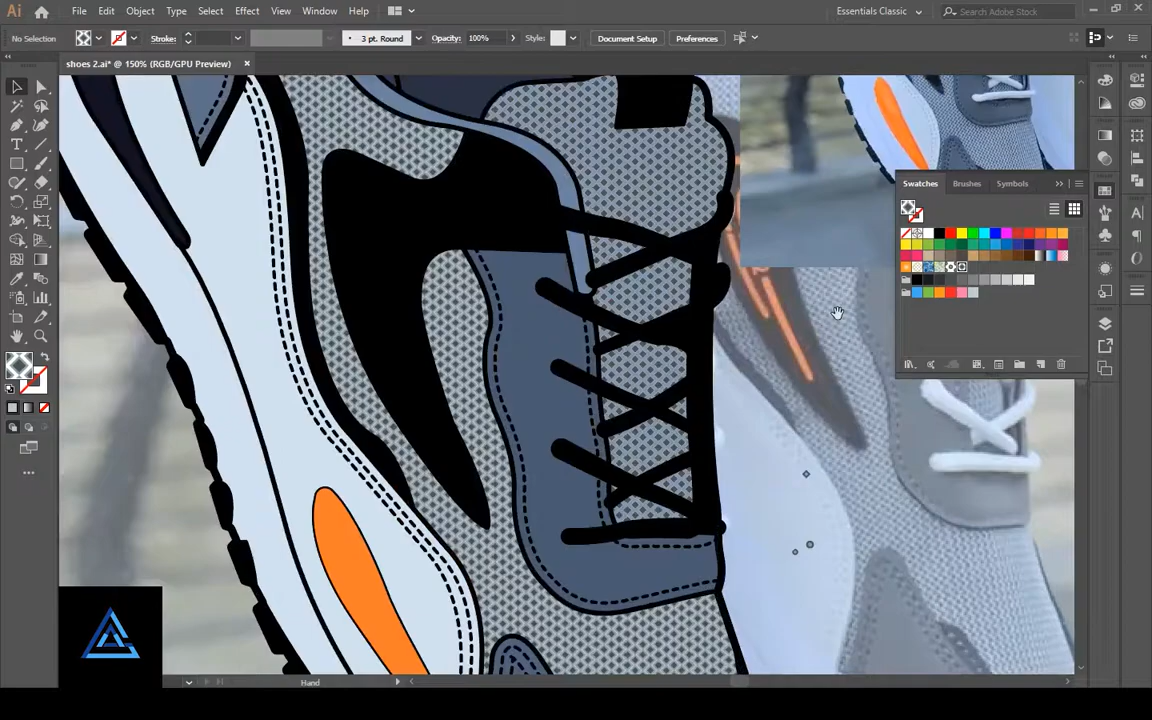 Ai File Edit Object Type Select Effect View Window Help Essentials Classic Search Adobe Stock
No Selection Stroke: 3 pt. Round Opacity: 100% Style: Document Setup Preferences
shoes 2.ai* @ 150% (RGB/GPU Preview)
Swatches Brushes Symbols
Hand